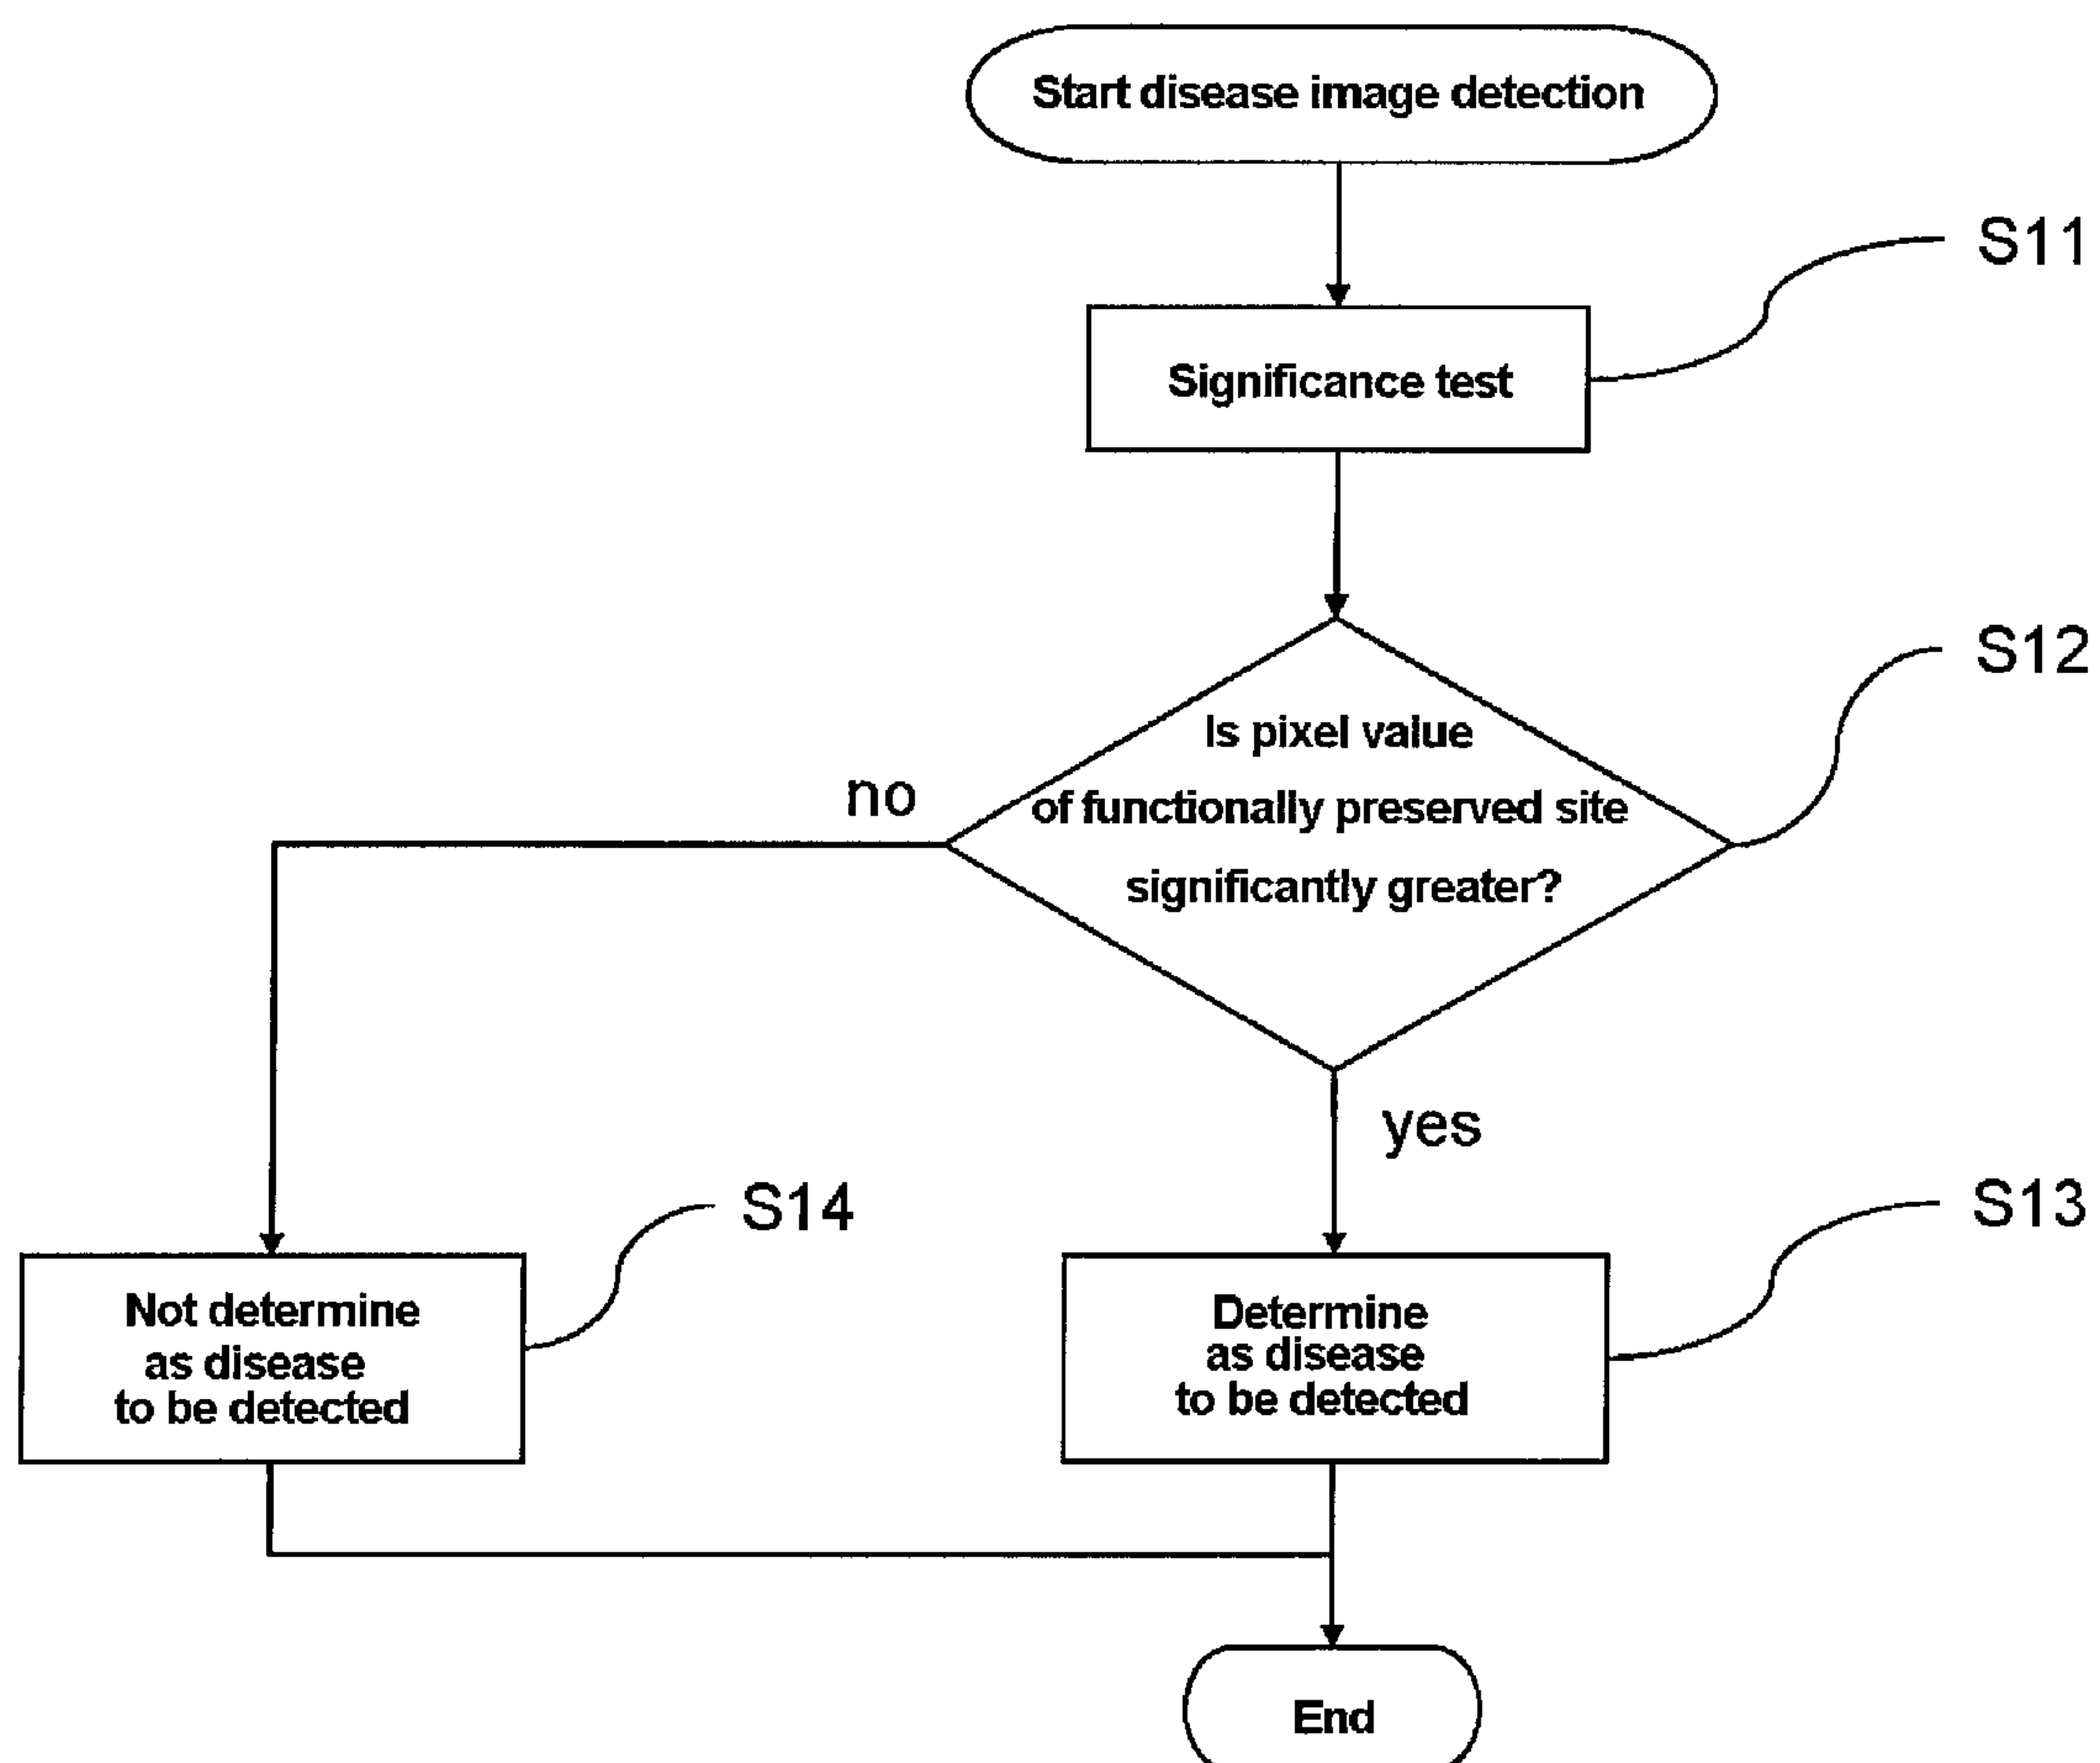 Start disease image detection
S11
Significance test
S12
Is pixel value
of functionally preserved site
significantly greater?
no
yes
S14
S13
Not determine
as disease
to be detected
Determine
as disease
to be detected
End